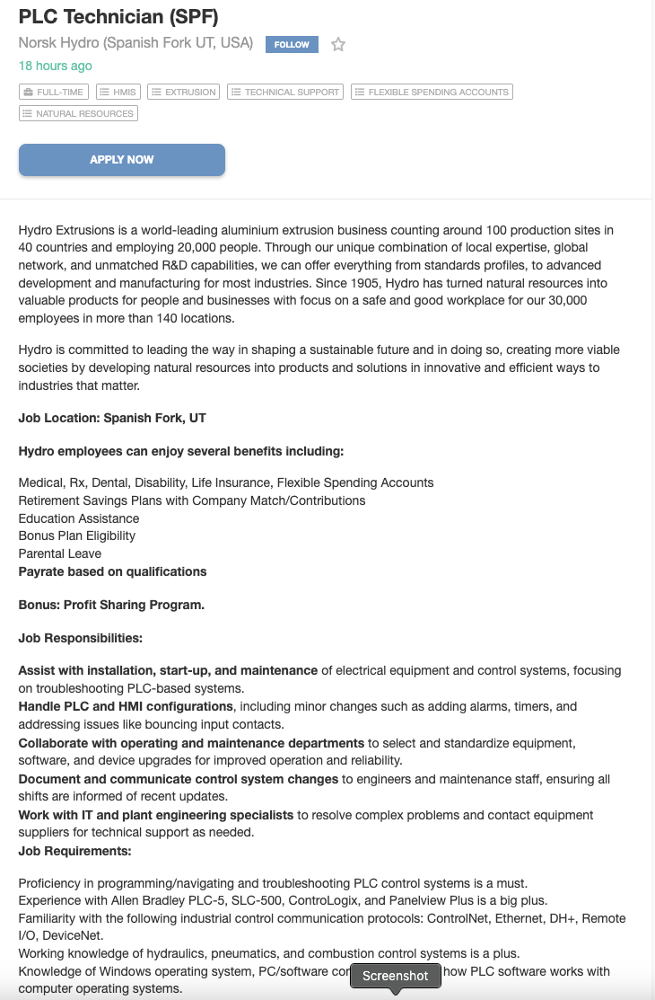 PLC Technician (SPF)
Norsk Hydro (Spanish Fork UT, USA) FOLLOW
18 hours ago
FULL-TIME HMIS EXTRUSION TECHNICAL SUPPORT FLEXIBLE SPENDING ACCOUNTS
NATURAL RESOURCES
APPLY NOW
Hydro Extrusions is a world-leading aluminium extrusion business counting around 100 production sites in
40 countries and employing 20,000 people. Through our unique combination of local expertise, global
network, and unmatched R&D capabilities, we can offer everything from standards profiles, to advanced
development and manufacturing for most industries. Since 1905, Hydro has turned natural resources into
valuable products for people and businesses with focus on a safe and good workplace for our 30,000
employees in more than 140 locations.
Hydro is committed to leading the way in shaping a sustainable future and in doing so, creating more viable
societies by developing natural resources into products and solutions in innovative and efficient ways to
industries that matter.
Job Location: Spanish Fork, UT
Hydro employees can enjoy several benefits including:
Medical, Rx, Dental, Disability, Life Insurance, Flexible Spending Accounts
Retirement Savings Plans with Company Match/Contributions
Education Assistance
Bonus Plan Eligibility
Parental Leave
Payrate based on qualifications
Bonus: Profit Sharing Program.
Job Responsibilities:
Assist with installation, start-up, and maintenance of electrical equipment and control systems, focusing
on troubleshooting PLC-based systems.
Handle PLC and HMI configurations, including minor changes such as adding alarms, timers, and
addressing issues like bouncing input contacts.
Collaborate with operating and maintenance departments to select and standardize equipment,
software, and device upgrades for improved operation and reliability.
Document and communicate control system changes to engineers and maintenance staff, ensuring all
shifts are informed of recent updates.
Work with IT and plant engineering specialists to resolve complex problems and contact equipment
suppliers for technical support as needed.
Job Requirements:
Proficiency in programming/navigating and troubleshooting PLC control systems is a must.
Experience with Allen Bradley PLC-5, SLC-500, ControLogix, and Panelview Plus is a big plus.
Familiarity with the following industrial control communication protocols: ControlNet, Ethernet, DH+, Remote
I/O, DeviceNet.
Working knowledge of hydraulics, pneumatics, and combustion control systems is a plus.
Knowledge of Windows operating system, PC/software Screenshot how PLC software works with
computer operating systems.